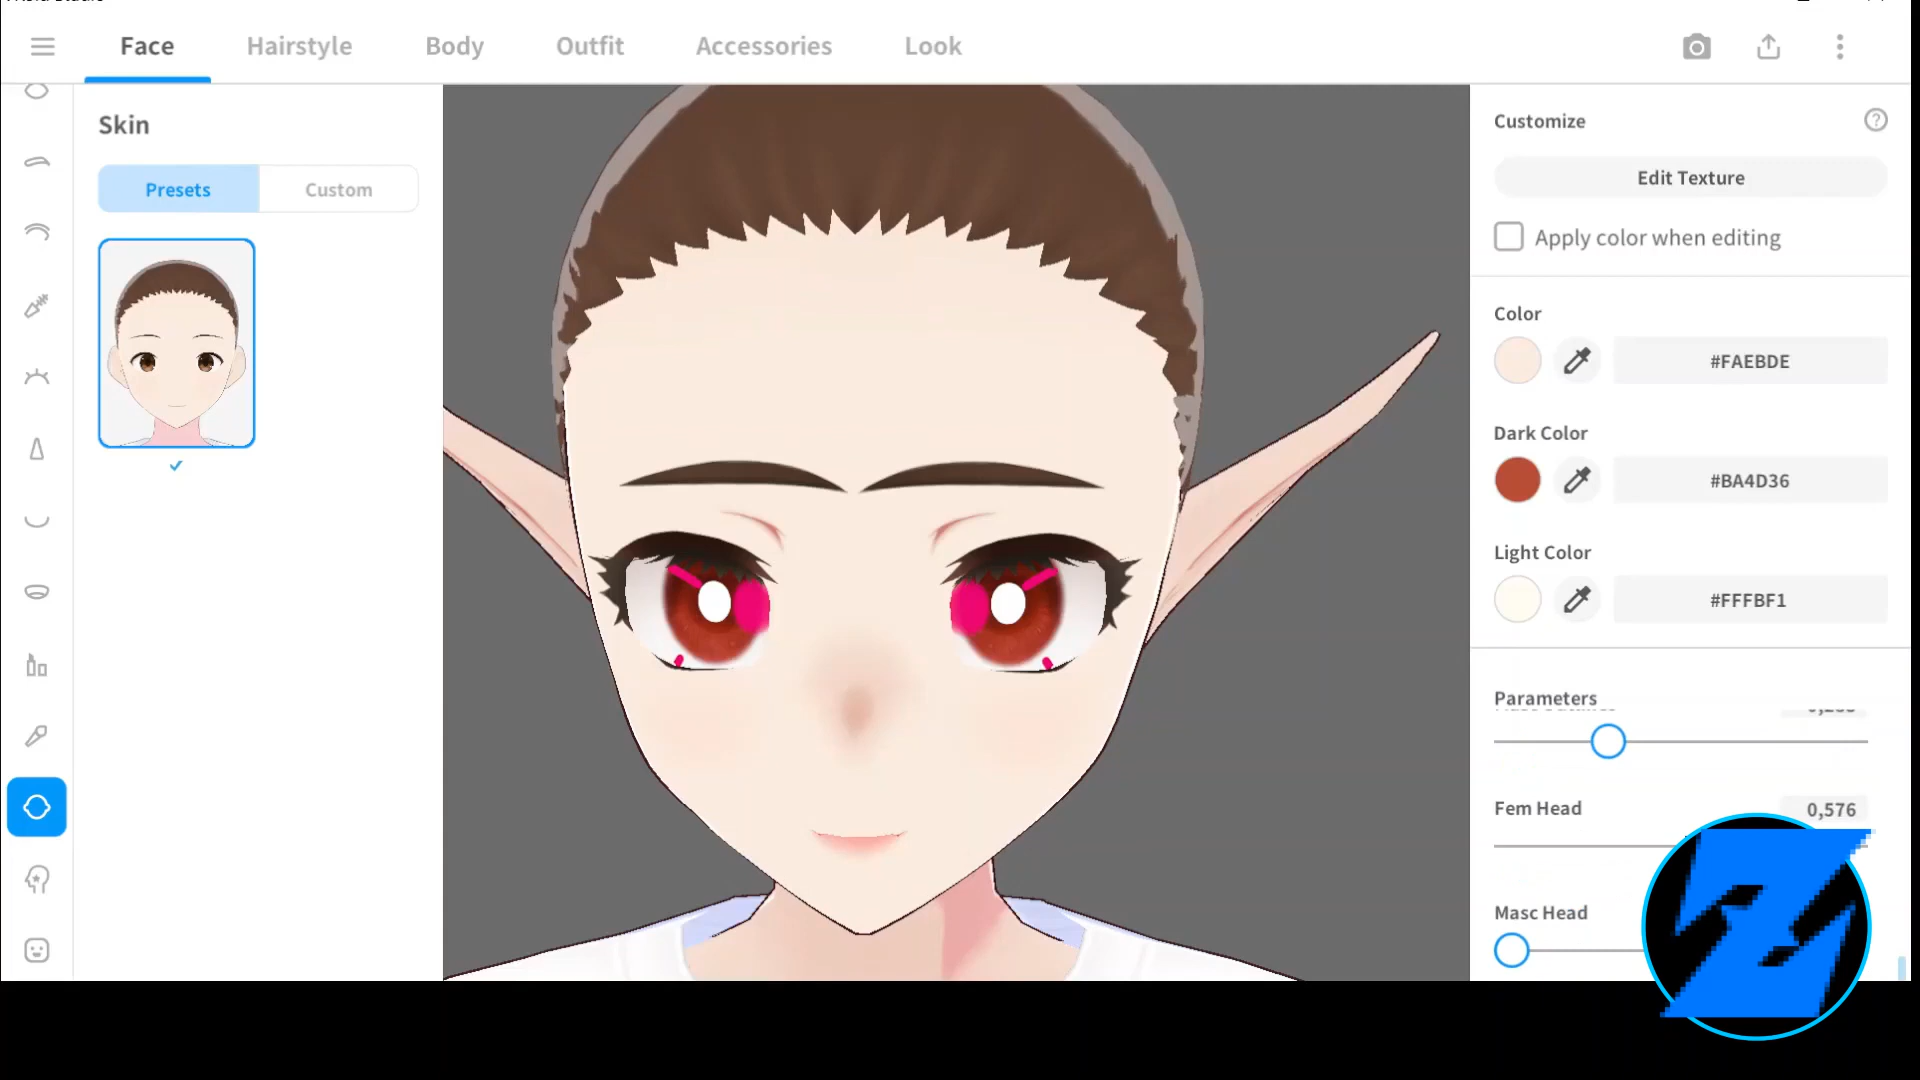 Face
Hairstyle
Body
Outfit
Accessories
Look
Skin
Presets
Custom
Customize
?
Edit Texture
Apply color when editing
Color
#FAEBDE
Dark Color
#BA4D36
Light Color
#FFFBF1
Parameters
Fem Head
0,576
Masc Head